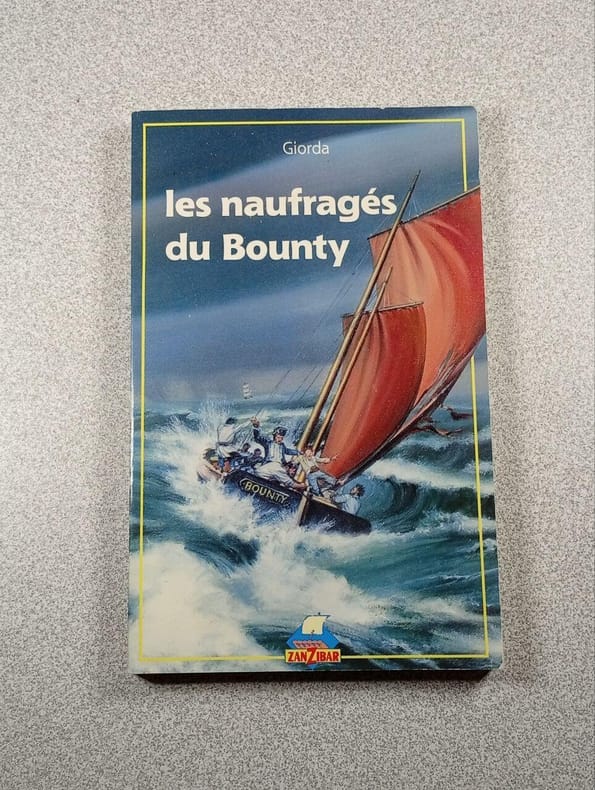 Giorda
les naufragés
du Bounty
BOUNTY
ZANZIBAR